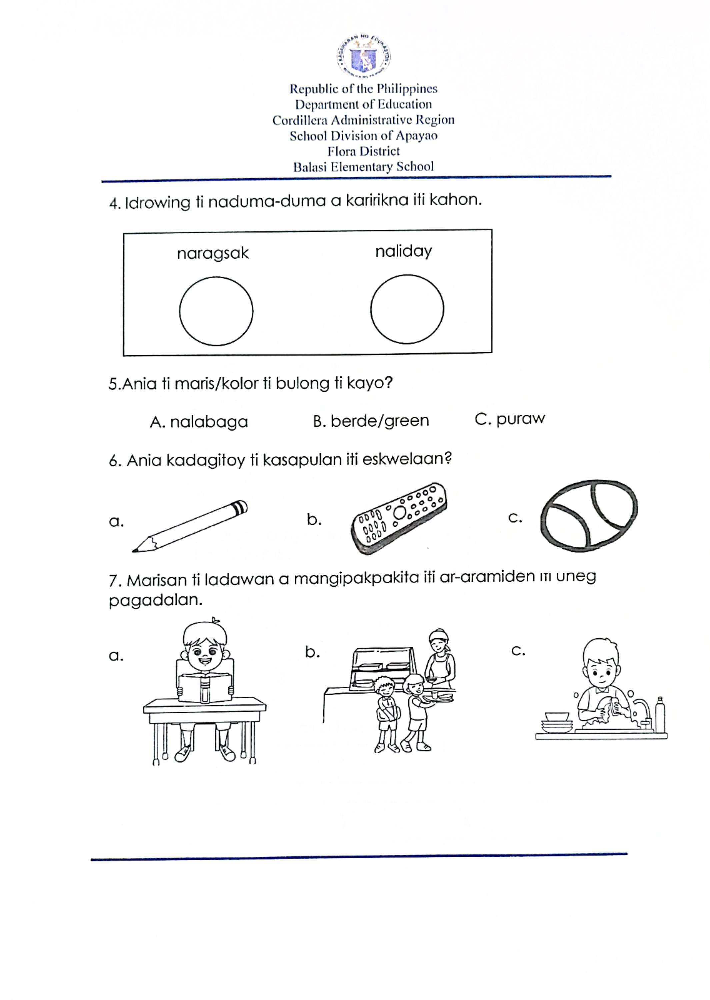 KAGAWARAN NG EDUKASYON
Republic of the Philippines
Department of Education
Cordillera Administrative Region
School Division of Apayao
Flora District
Balasi Elementary School
4. Idrowing ti naduma-duma a karirikna iti kahon.
naragsak naliday
5.Ania ti maris/kolor ti bulong ti kayo?
A. nalabaga B. berde/green C. puraw
6. Ania kadagitoy ti kasapulan iti eskwelaan?
a. b. c.
7. Marisan ti ladawan a mangipakpakita iti ar-aramiden iti uneg
pagadalan.
a. b. c.